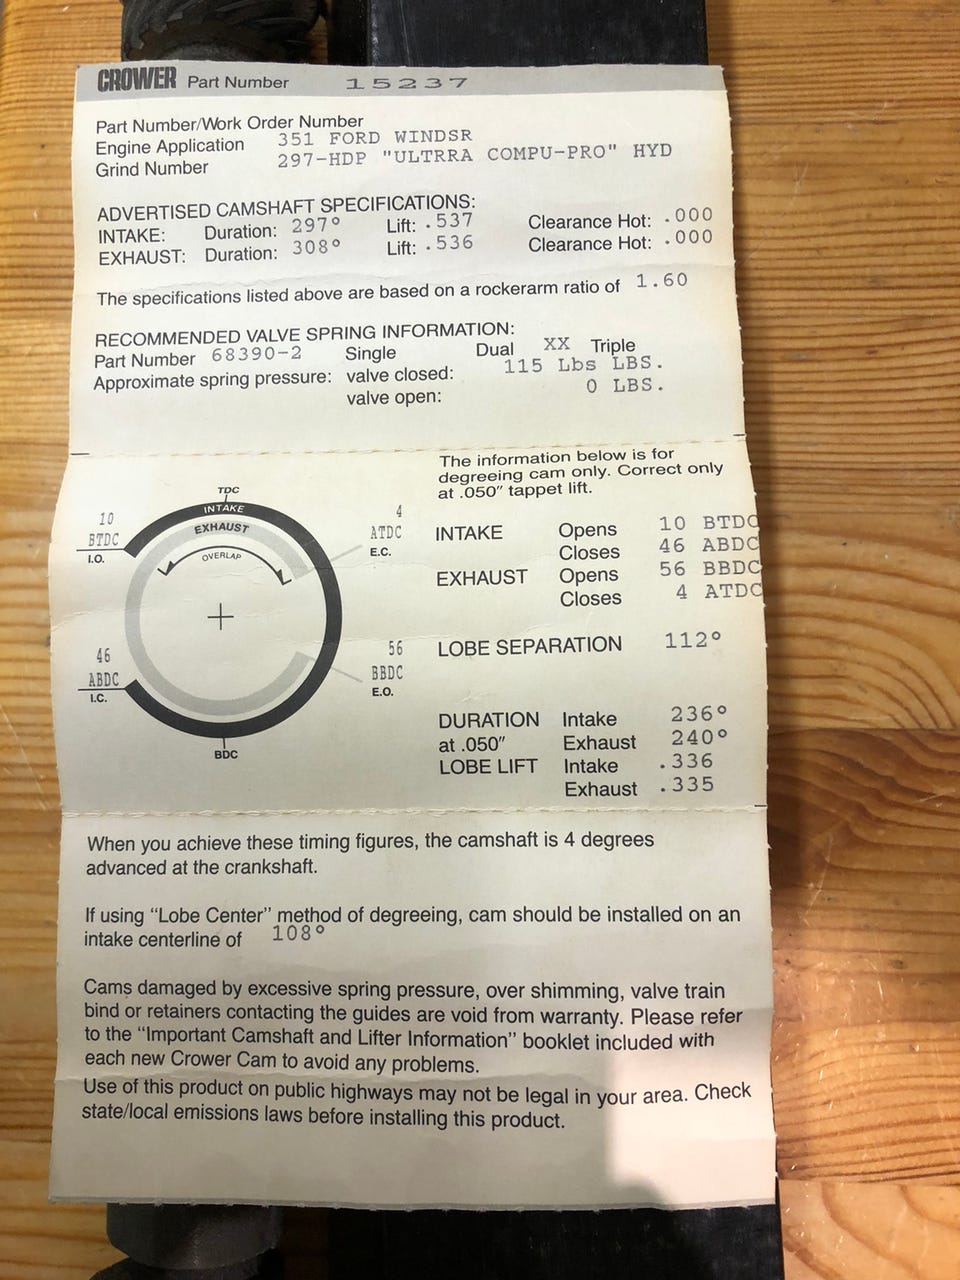 CROWER Part Number 15237
Part Number/Work Order Number
Engine Application 351 FORD WINDSR
Grind Number 297-HDP "ULTRRA COMPU-PRO" HYD
ADVERTISED CAMSHAFT SPECIFICATIONS:
INTAKE: Duration: 297° Lift: .537 Clearance Hot: .000
EXHAUST: Duration: 308° Lift: .536 Clearance Hot: .000
The specifications listed above are based on a rockerarm ratio of 1.60
RECOMMENDED VALVE SPRING INFORMATION:
Part Number 68390-2 Single Dual XX Triple
Approximate spring pressure: valve closed: 115 Lbs LBS.
valve open: 0 LBS.
The information below is for
degreeing cam only. Correct only
at .050" tappet lift.
TDC
INTAKE
EXHAUST
OVERLAP
10
BTDC
I.O.
4
ATDC
E.C.
46
ABDC
I.C.
56
BBDC
E.O.
BDC
INTAKE Opens 10 BTDC
Closes 46 ABDC
EXHAUST Opens 56 BBDC
Closes 4 ATDC
LOBE SEPARATION 112°
DURATION Intake 236°
at .050" Exhaust 240°
LOBE LIFT Intake .336
Exhaust .335
When you achieve these timing figures, the camshaft is 4 degrees
advanced at the crankshaft.
If using "Lobe Center" method of degreeing, cam should be installed on an
intake centerline of 108°
Cams damaged by excessive spring pressure, over shimming, valve train
bind or retainers contacting the guides are void from warranty. Please refer
to the "Important Camshaft and Lifter Information" booklet included with
each new Crower Cam to avoid any problems.
Use of this product on public highways may not be legal in your area. Check
state/local emissions laws before installing this product.